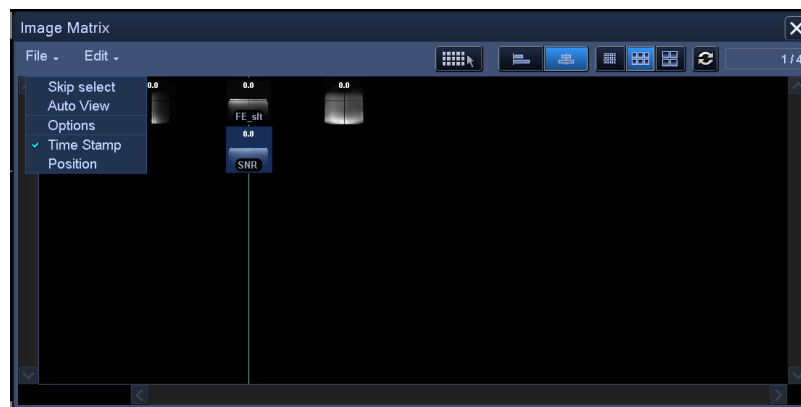 Image Matrix
File Edit
1 / 4
Skip select
Auto View
Options
Time Stamp
Position
0.0 0.0 0.0
FE_slt
0.0
SNR